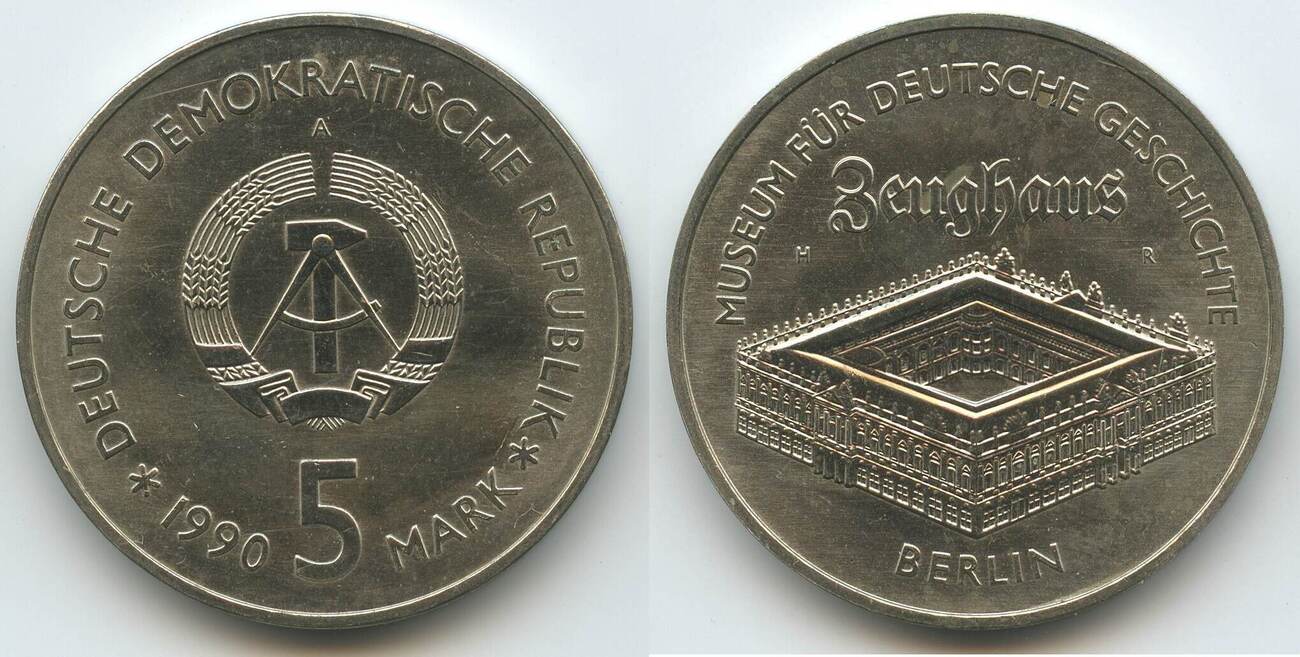 DEUTSCHE DEMOKRATISCHE REPUBLIK
A
* 1990 5 MARK *
MUSEUM FÜR DEUTSCHE GESCHICHTE
Zeughaus
H R
BERLIN